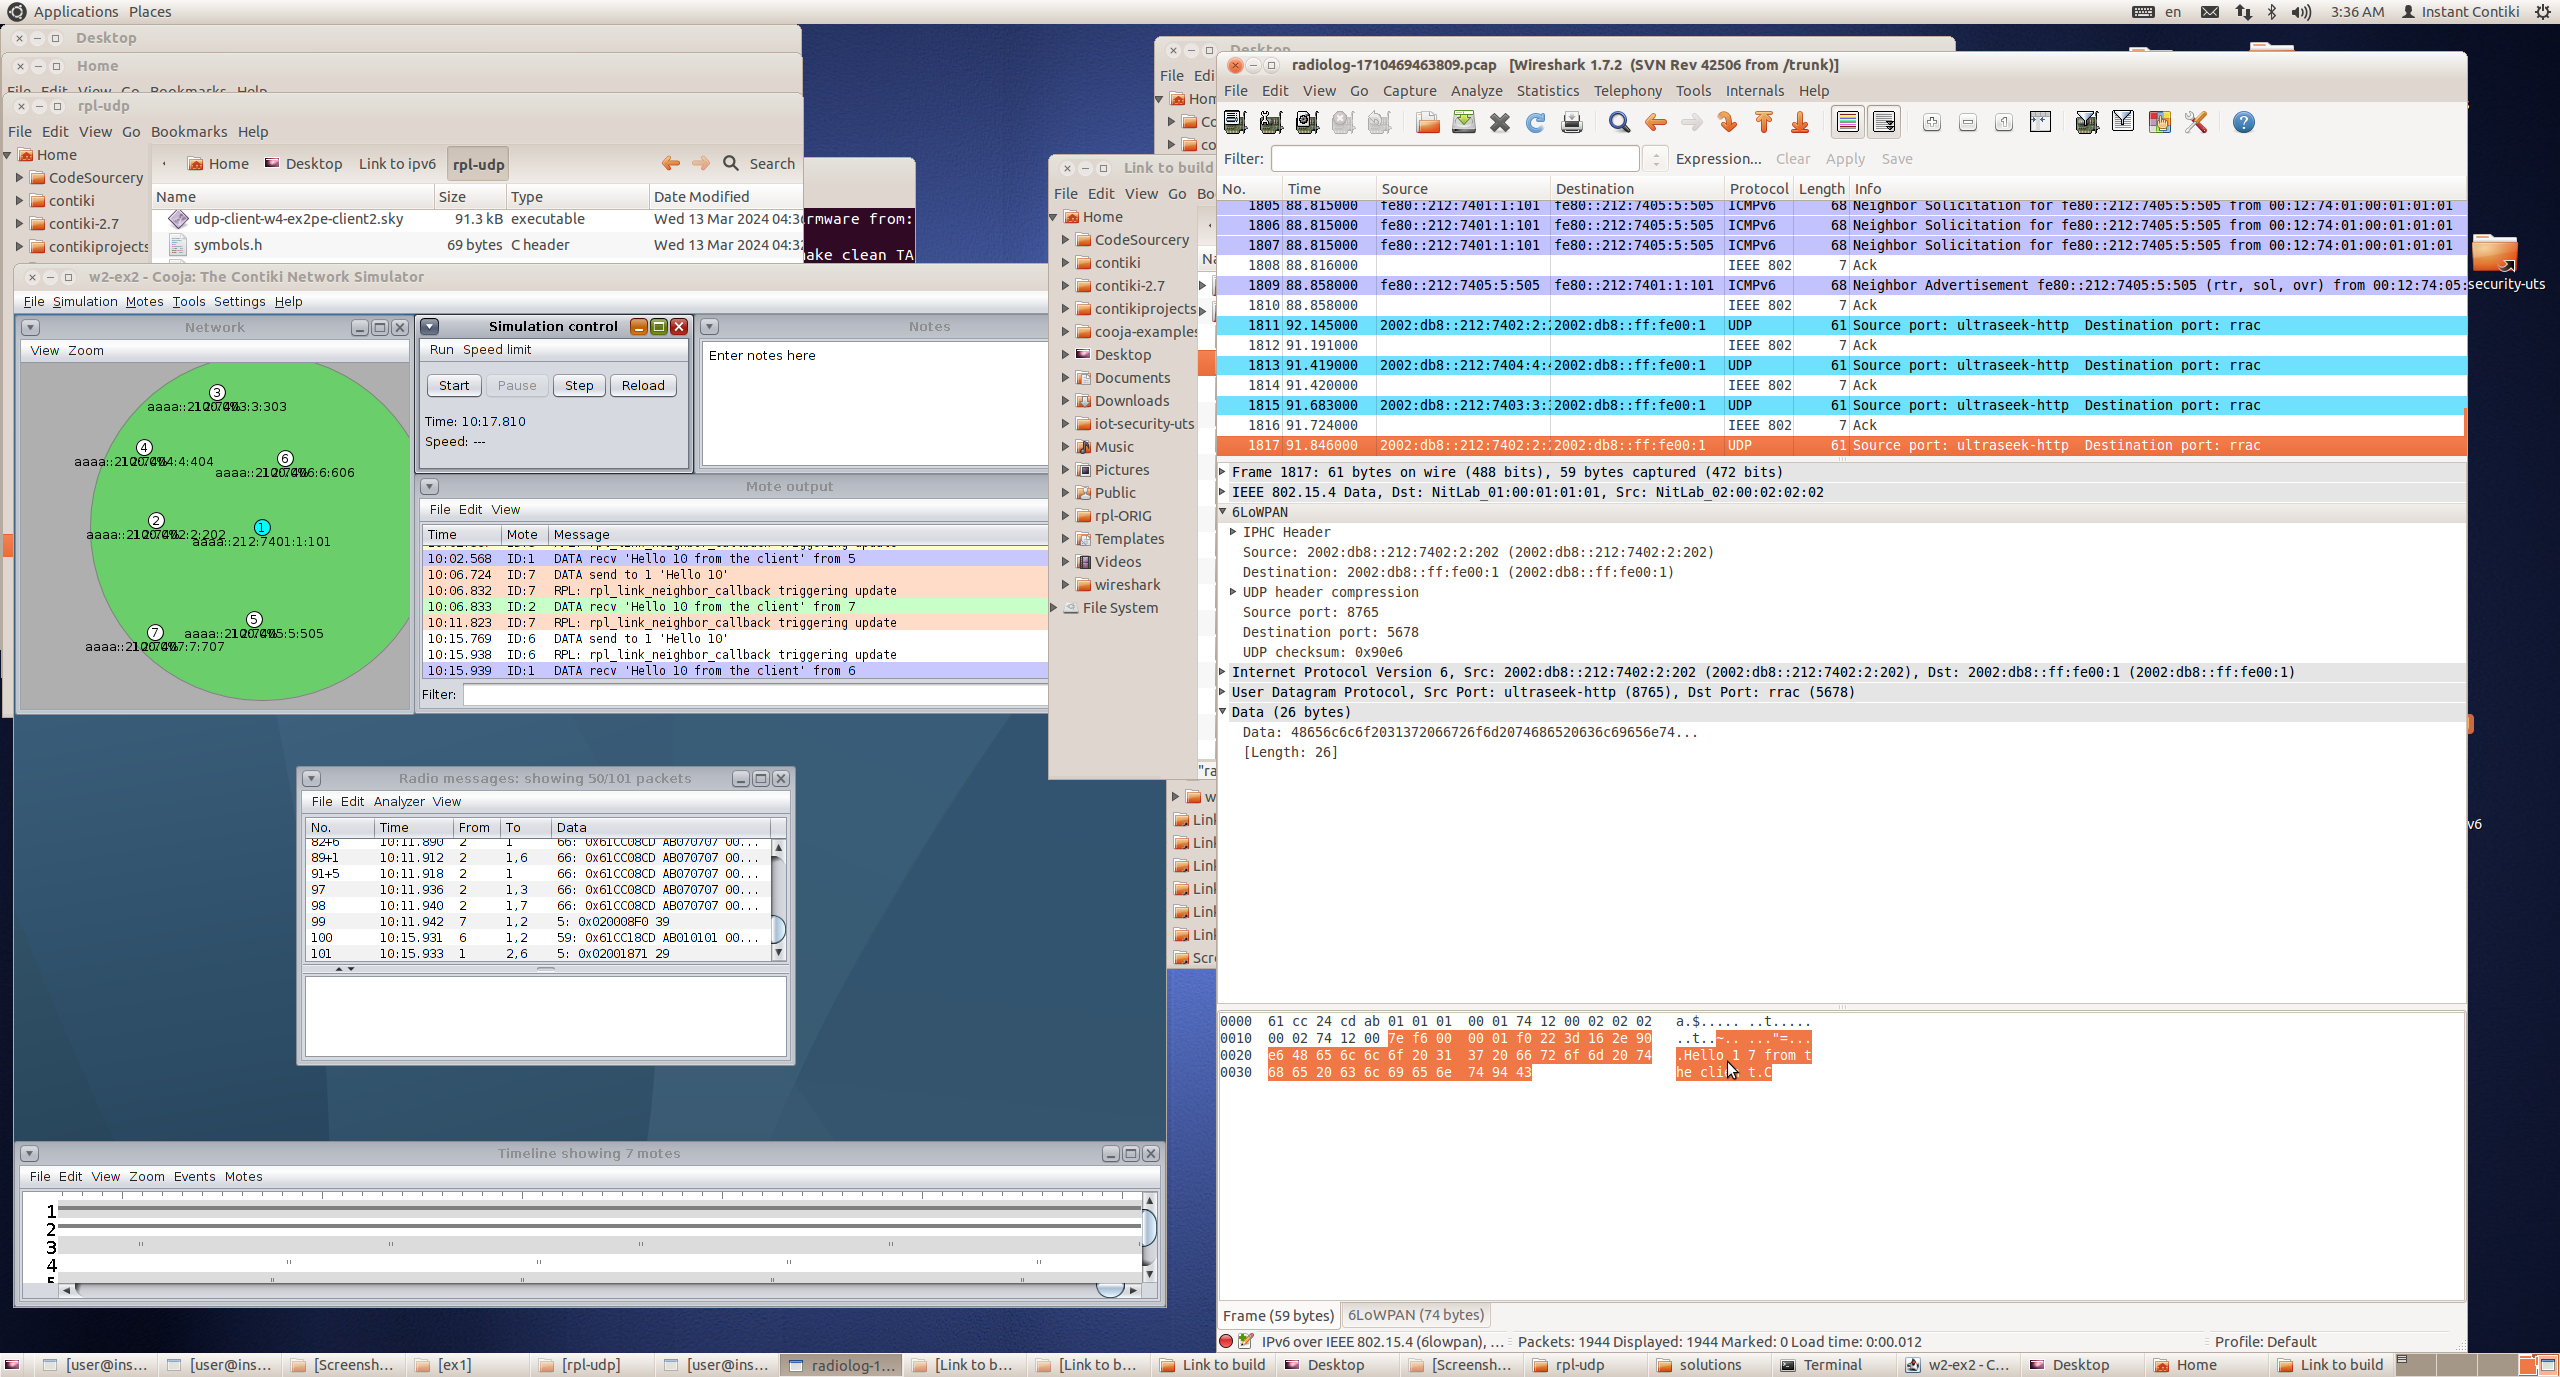 Applications Places
en 3:36 AM Instant Contiki
Desktop
Home
File Edit View Go Bookmarks Help
rpl-udp
File Edit View Go Bookmarks Help
Home
CodeSourcery
contiki
contiki-2.7
contikiprojects
Home Desktop Link to ipv6 rpl-udp Search
Name Size Type Date Modified
udp-client-w4-ex2pe-client2.sky 91.3 kB executable Wed 13 Mar 2024 04:3
symbols.h 69 bytes C header Wed 13 Mar 2024 04:32
rmware from:
ake clean TA
w2-ex2 - Cooja: The Contiki Network Simulator
File Simulation Motes Tools Settings Help
Network
View Zoom
3
4
6
2
1
aaaa::212:7401:1:101
5
7
Simulation control
Run Speed limit
Start Pause Step Reload
Time: 10:17.810
Speed: ---
Notes
Enter notes here
Mote output
File Edit View
Time Mote Message
10:02.568 ID:1 DATA recv 'Hello 10 from the client' from 5
10:06.724 ID:7 DATA send to 1 'Hello 10'
10:06.832 ID:7 RPL: rpl_link_neighbor_callback triggering update
10:06.833 ID:2 DATA recv 'Hello 10 from the client' from 7
10:11.823 ID:7 RPL: rpl_link_neighbor_callback triggering update
10:15.769 ID:6 DATA send to 1 'Hello 10'
10:15.938 ID:6 RPL: rpl_link_neighbor_callback triggering update
10:15.939 ID:1 DATA recv 'Hello 10 from the client' from 6
Filter:
Radio messages: showing 50/101 packets
File Edit Analyzer View
No. Time From To Data
82+6 10:11.890 2 1 66: 0x61CC08CD AB070707 00...
89+1 10:11.912 2 1,6 66: 0x61CC08CD AB070707 00...
91+5 10:11.918 2 1 66: 0x61CC08CD AB070707 00...
97 10:11.936 2 1,3 66: 0x61CC08CD AB070707 00...
98 10:11.940 2 1,7 66: 0x61CC08CD AB070707 00...
99 10:11.942 7 1,2 5: 0x020008F0 39
100 10:15.931 6 1,2 59: 0x61CC18CD AB010101 00...
101 10:15.933 1 2,6 5: 0x02001871 29
Timeline showing 7 motes
File Edit View Zoom Events Motes
1
2
3
4
5
Desktop
File Edi
Link to build
File Edit View Go Bo
Home
CodeSourcery
contiki
contiki-2.7
contikiprojects
cooja-examples
Desktop
Documents
Downloads
iot-security-uts
Music
Pictures
Public
rpl-ORIG
Templates
Videos
wireshark
File System
radiolog-1710469463809.pcap [Wireshark 1.7.2 (SVN Rev 42506 from /trunk)]
File Edit View Go Capture Analyze Statistics Telephony Tools Internals Help
Filter: Expression... Clear Apply Save
No. Time Source Destination Protocol Length Info
1805 88.815000 fe80::212:7401:1:101 fe80::212:7405:5:505 ICMPv6 68 Neighbor Solicitation for fe80::212:7405:5:505 from 00:12:74:01:00:01:01:01
1806 88.815000 fe80::212:7401:1:101 fe80::212:7405:5:505 ICMPv6 68 Neighbor Solicitation for fe80::212:7405:5:505 from 00:12:74:01:00:01:01:01
1807 88.815000 fe80::212:7401:1:101 fe80::212:7405:5:505 ICMPv6 68 Neighbor Solicitation for fe80::212:7405:5:505 from 00:12:74:01:00:01:01:01
1808 88.816000 IEEE 802 7 Ack
1809 88.858000 fe80::212:7405:5:505 fe80::212:7401:1:101 ICMPv6 68 Neighbor Advertisement fe80::212:7405:5:505 (rtr, sol, ovr) from 00:12:74:05:
1810 88.858000 IEEE 802 7 Ack
1811 92.145000 2002:db8::212:7402:2: 2002:db8::ff:fe00:1 UDP 61 Source port: ultraseek-http Destination port: rrac
1812 91.191000 IEEE 802 7 Ack
1813 91.419000 2002:db8::212:7404:4: 2002:db8::ff:fe00:1 UDP 61 Source port: ultraseek-http Destination port: rrac
1814 91.420000 IEEE 802 7 Ack
1815 91.683000 2002:db8::212:7403:3: 2002:db8::ff:fe00:1 UDP 61 Source port: ultraseek-http Destination port: rrac
1816 91.724000 IEEE 802 7 Ack
1817 91.846000 2002:db8::212:7402:2: 2002:db8::ff:fe00:1 UDP 61 Source port: ultraseek-http Destination port: rrac
Frame 1817: 61 bytes on wire (488 bits), 59 bytes captured (472 bits)
IEEE 802.15.4 Data, Dst: NitLab_01:00:01:01:01, Src: NitLab_02:00:02:02:02
6LoWPAN
IPHC Header
Source: 2002:db8::212:7402:2:202 (2002:db8::212:7402:2:202)
Destination: 2002:db8::ff:fe00:1 (2002:db8::ff:fe00:1)
UDP header compression
Source port: 8765
Destination port: 5678
UDP checksum: 0x90e6
Internet Protocol Version 6, Src: 2002:db8::212:7402:2:202 (2002:db8::212:7402:2:202), Dst: 2002:db8::ff:fe00:1 (2002:db8::ff:fe00:1)
User Datagram Protocol, Src Port: ultraseek-http (8765), Dst Port: rrac (5678)
Data (26 bytes)
Data: 48656c6c6f2031372066726f6d2074686520636c69656e74...
[Length: 26]
0000 61 cc 24 cd ab 01 01 01 00 01 74 12 00 02 02 02 a.$..... ..t.....
0010 00 02 74 12 00 7e f6 00 00 01 f0 22 3d 16 2e 90 ..t..~.. ..."=...
0020 e6 48 65 6c 6c 6f 20 31 37 20 66 72 6f 6d 20 74 .Hello 1 7 from t
0030 68 65 20 63 6c 69 65 6e 74 94 43 he clie t.C
Frame (59 bytes) 6LoWPAN (74 bytes)
IPv6 over IEEE 802.15.4 (6lowpan), ... Packets: 1944 Displayed: 1944 Marked: 0 Load time: 0:00.012 Profile: Default
security-uts
v6
[user@ins... [user@ins... [Screensh... [ex1] [rpl-udp] [user@ins... radiolog-1... [Link to b... [Link to b... Link to build Desktop [Screensh... rpl-udp solutions Terminal w2-ex2 - C... Desktop Home Link to build